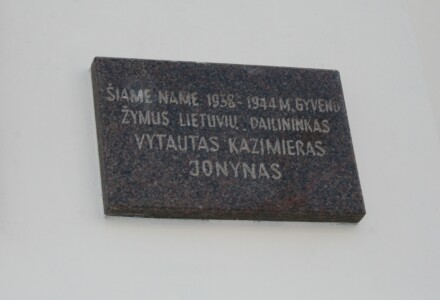 ŠIAME NAME 1938-1944 M. GYVENO
ŽYMUS LIETUVIŲ DAILININKAS
VYTAUTAS KAZIMIERAS
JONYNAS